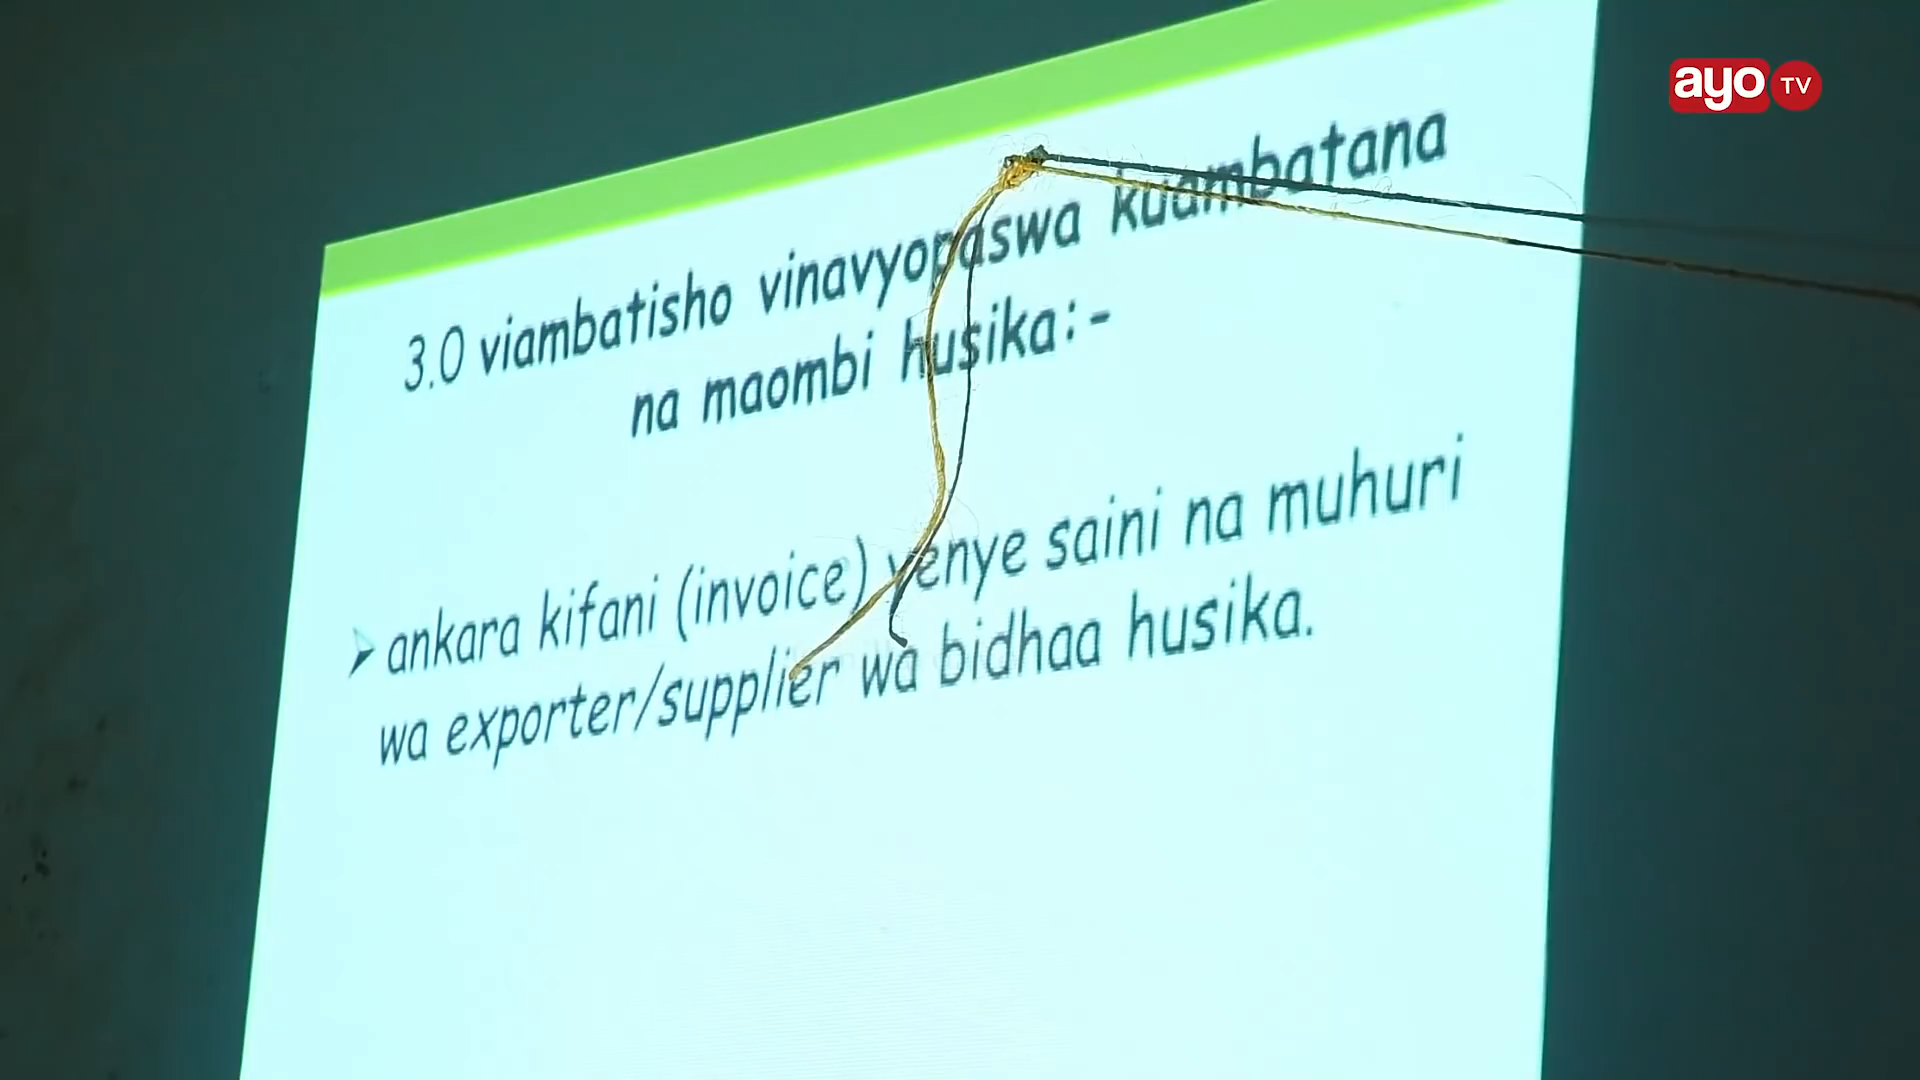 ayo TV
3.0 viambatisho vinavyopaswa kuambatana
na maombi husika:-
ankara kifani (invoice) yenye saini na muhuri
wa exporter/supplier wa bidhaa husika.